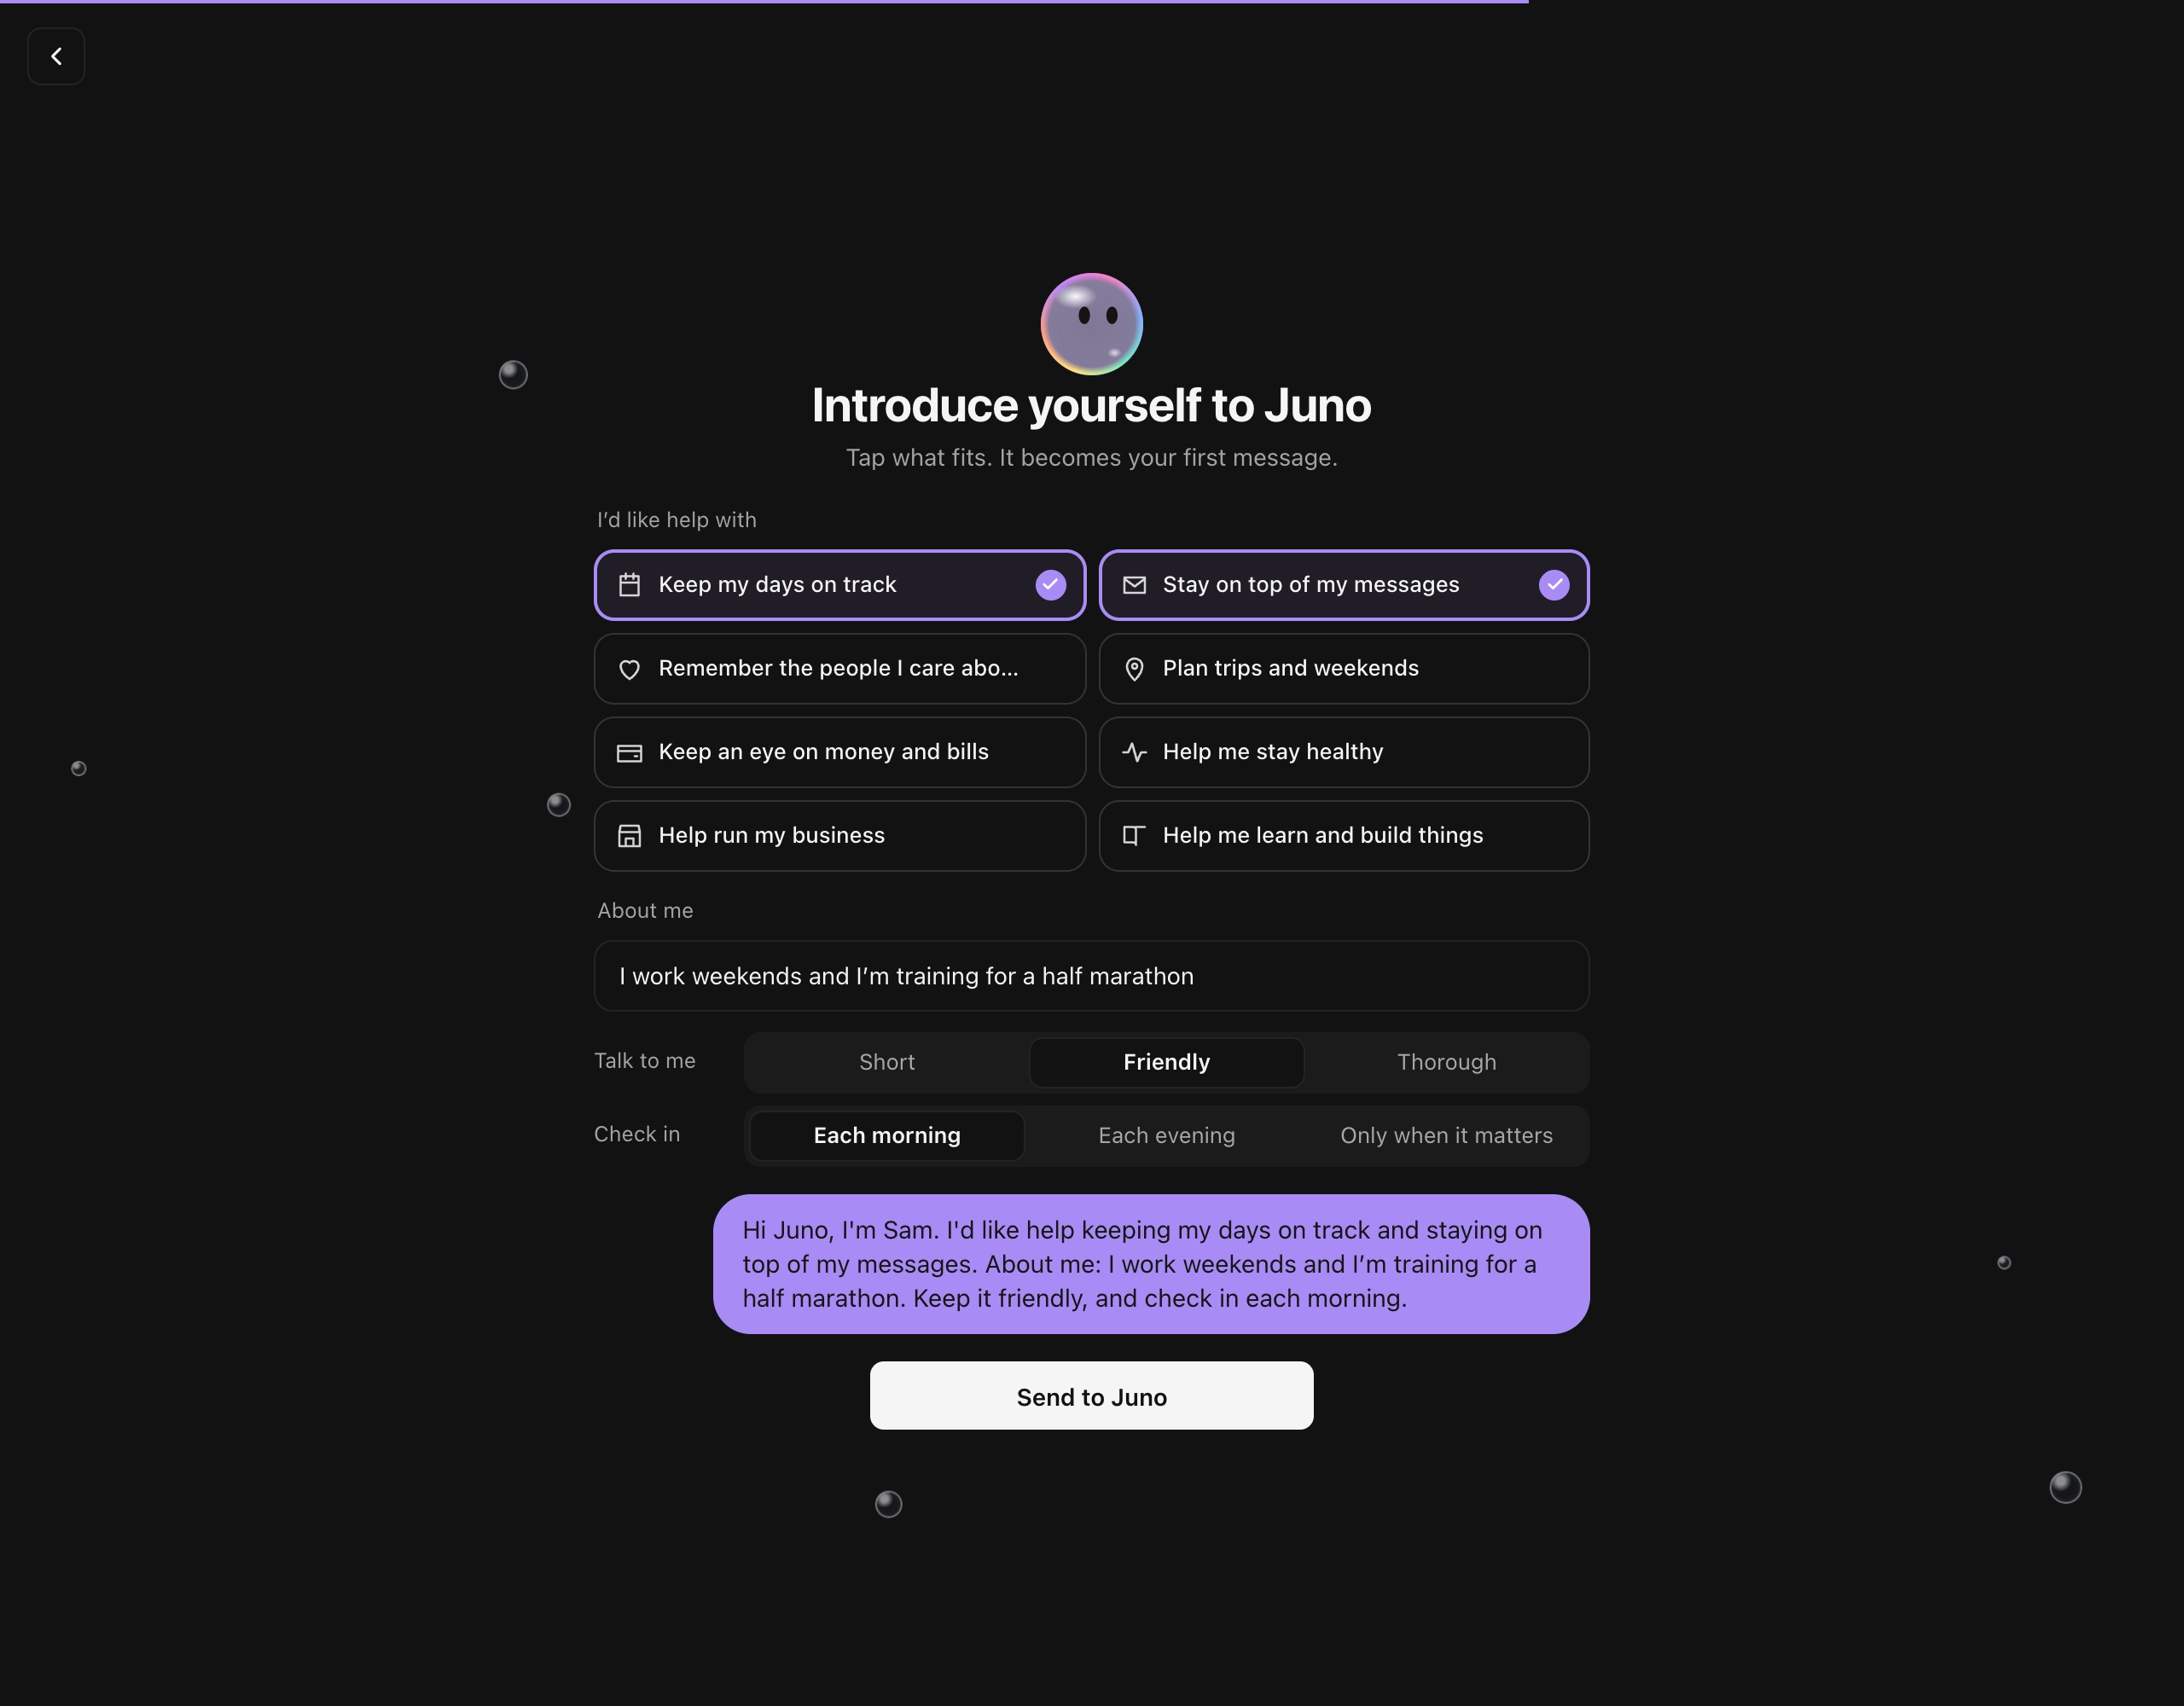 Introduce yourself to Juno
Tap what fits. It becomes your first message.
I’d like help with
Keep my days on track
Stay on top of my messages
Remember the people I care abo...
Plan trips and weekends
Keep an eye on money and bills
Help me stay healthy
Help run my business
Help me learn and build things
About me
I work weekends and I’m training for a half marathon
Talk to me
Short
Friendly
Thorough
Check in
Each morning
Each evening
Only when it matters
Hi Juno, I'm Sam. I'd like help keeping my days on track and staying on
top of my messages. About me: I work weekends and I’m training for a
half marathon. Keep it friendly, and check in each morning.
Send to Juno